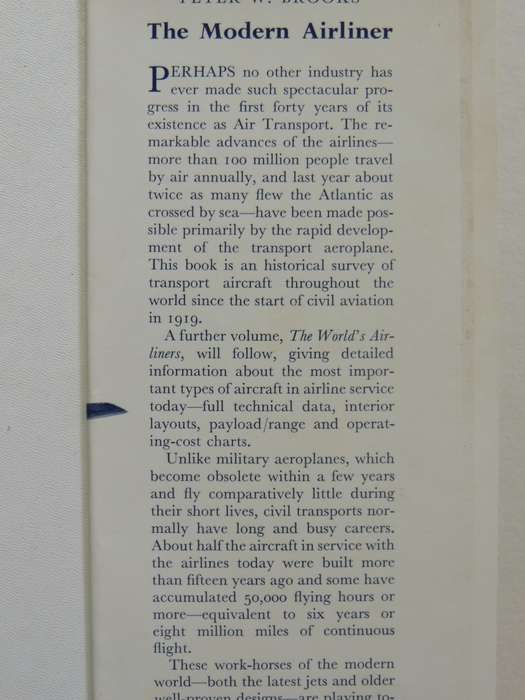 PETER W. BROOKS
The Modern Airliner
PERHAPS no other industry has
ever made such spectacular pro-
gress in the first forty years of its
existence as Air Transport. The re-
markable advances of the airlines—
more than 100 million people travel
by air annually, and last year about
twice as many flew the Atlantic as
crossed by sea—have been made pos-
sible primarily by the rapid develop-
ment of the transport aeroplane.
This book is an historical survey of
transport aircraft throughout the
world since the start of civil aviation
in 1919.
A further volume, The World's Air-
liners, will follow, giving detailed
information about the most impor-
tant types of aircraft in airline service
today—full technical data, interior
layouts, payload/range and operat-
ing-cost charts.
Unlike military aeroplanes, which
become obsolete within a few years
and fly comparatively little during
their short lives, civil transports nor-
mally have long and busy careers.
About half the aircraft in service with
the airlines today were built more
than fifteen years ago and some have
accumulated 50,000 flying hours or
more—equivalent to six years or
eight million miles of continuous
flight.
These work-horses of the modern
world—both the latest jets and older
well-proven designs—are playing to-